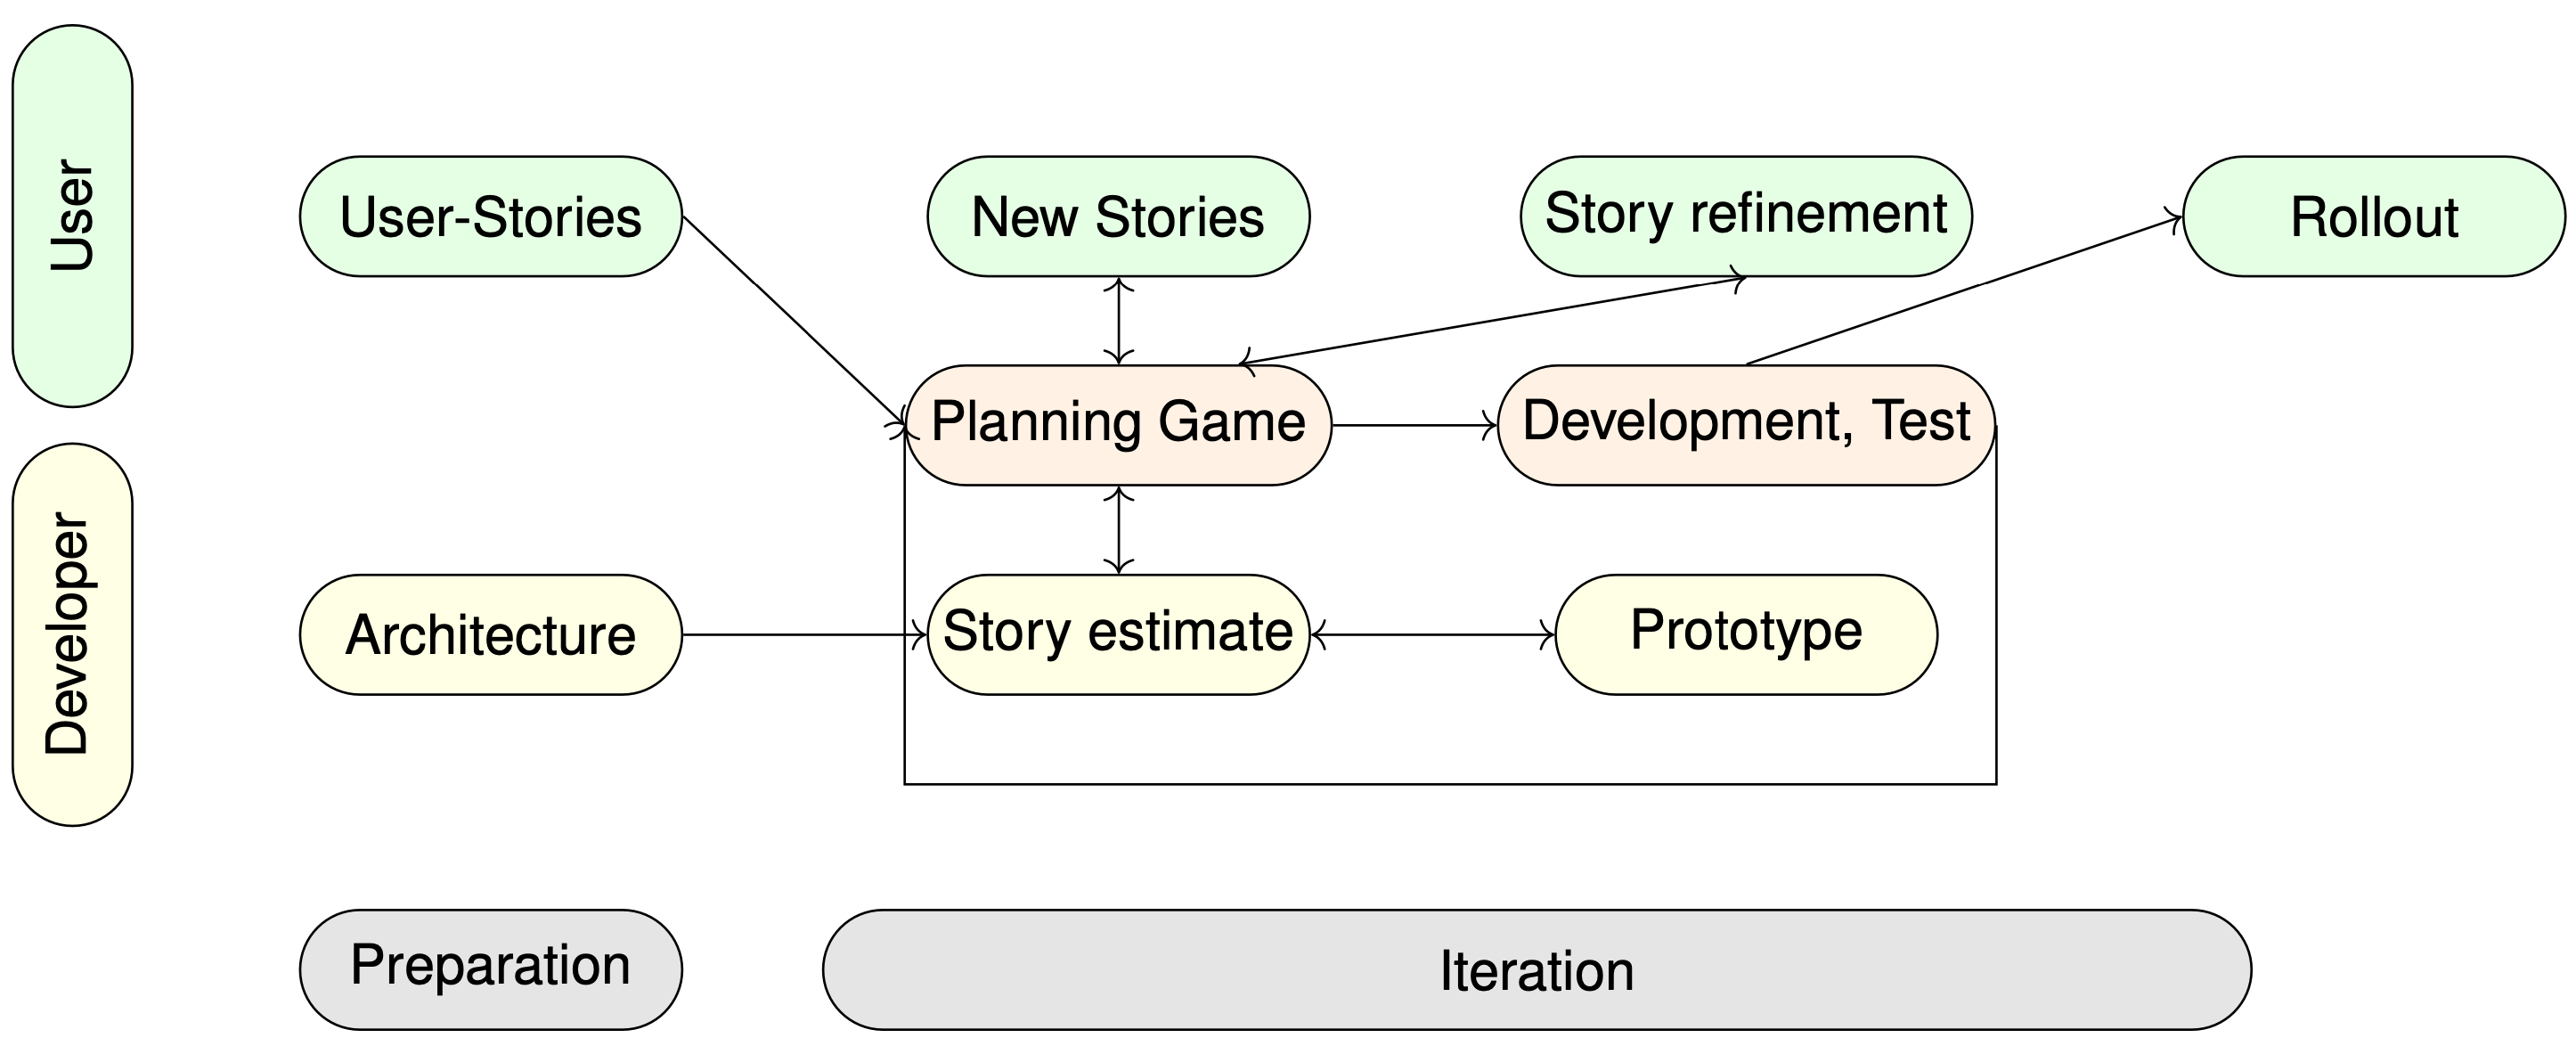 User
User-Stories
New Stories
Story refinement
Rollout
Planning Game
Development, Test
Developer
Architecture
Story estimate
Prototype
Preparation
Iteration